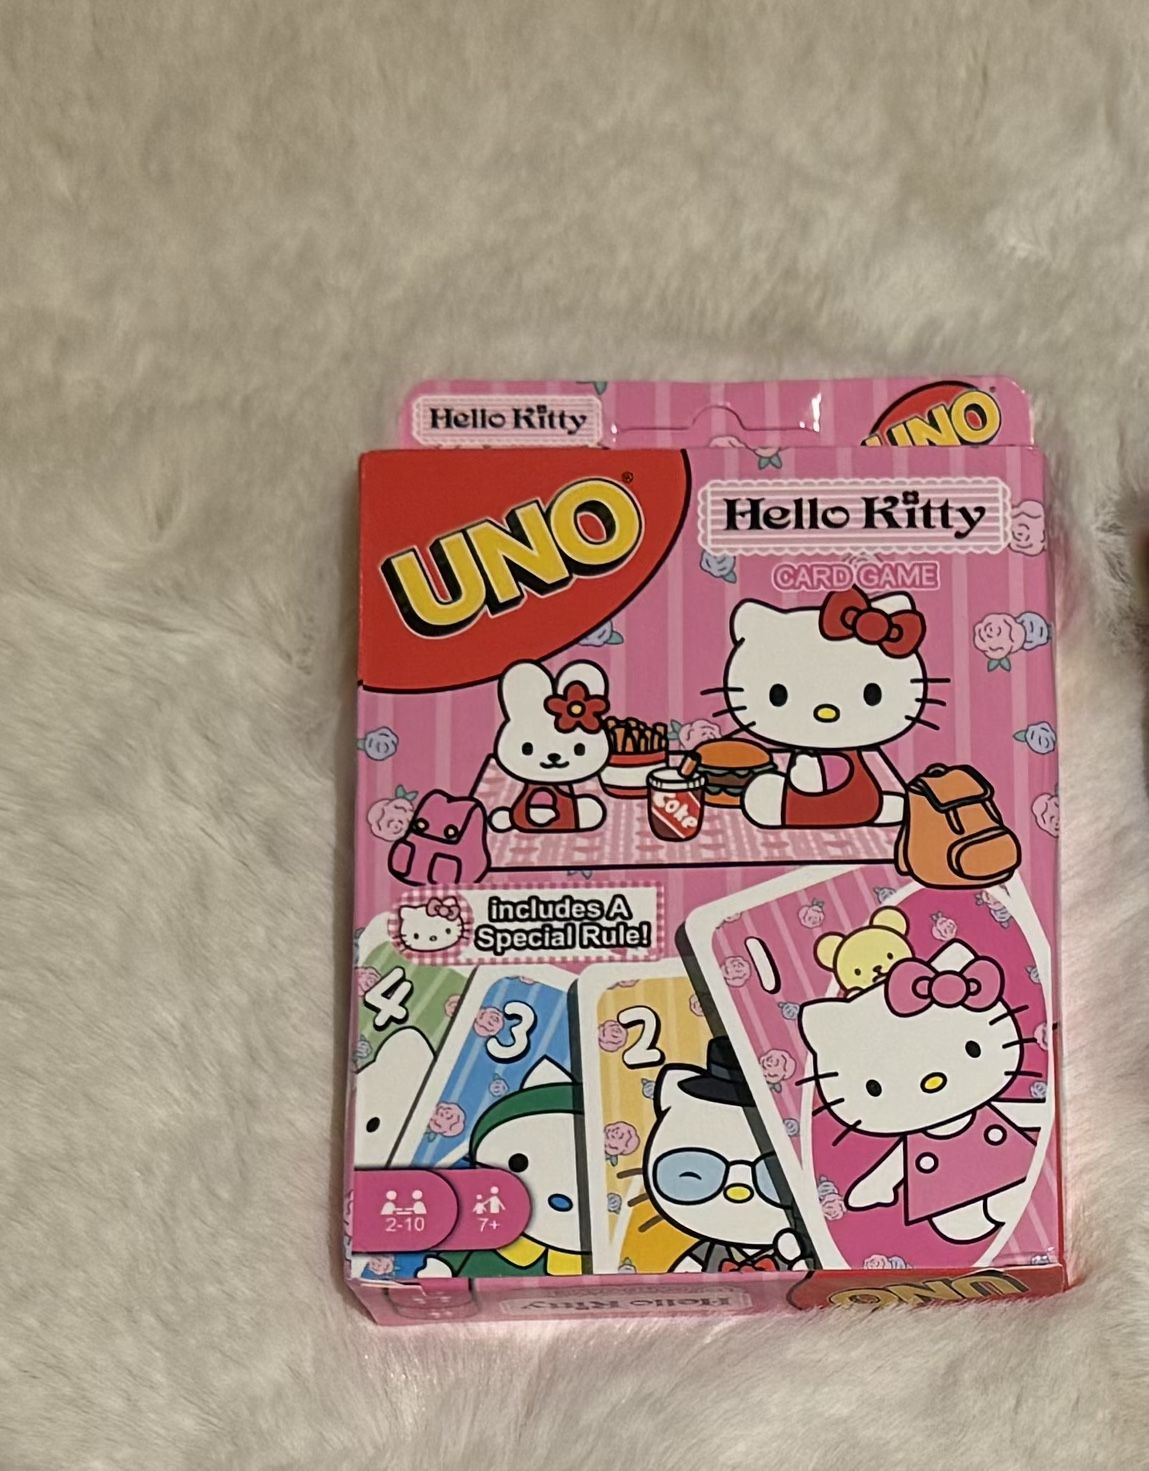 Hello Kitty
UNO
UNO
Hello Kitty
CARD GAME
Coke
includes A
Special Rule!
4
3
2
1
2-10
7+
Hello Kitty
UNO